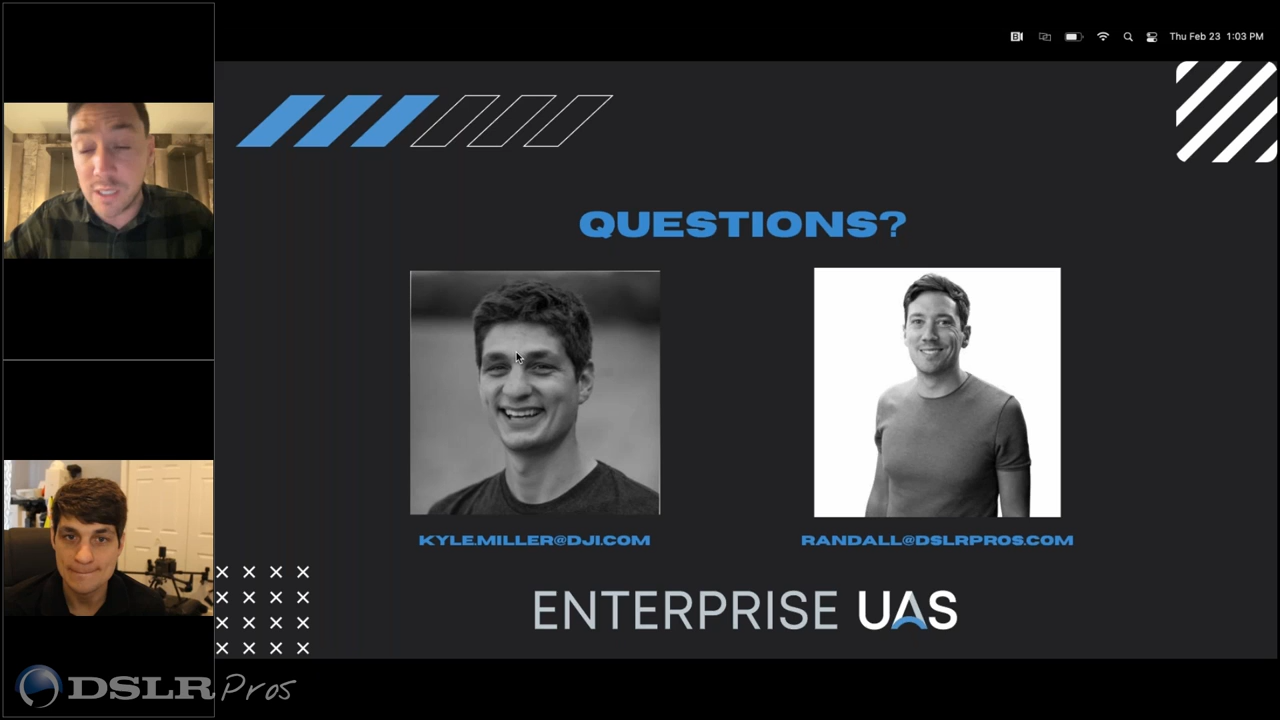 Thu Feb 23 1:03 PM
QUESTIONS?
KYLE.MILLER@DJI.COM
RANDALL@DSLRPROS.COM
ENTERPRISE UAS
DSLR Pros